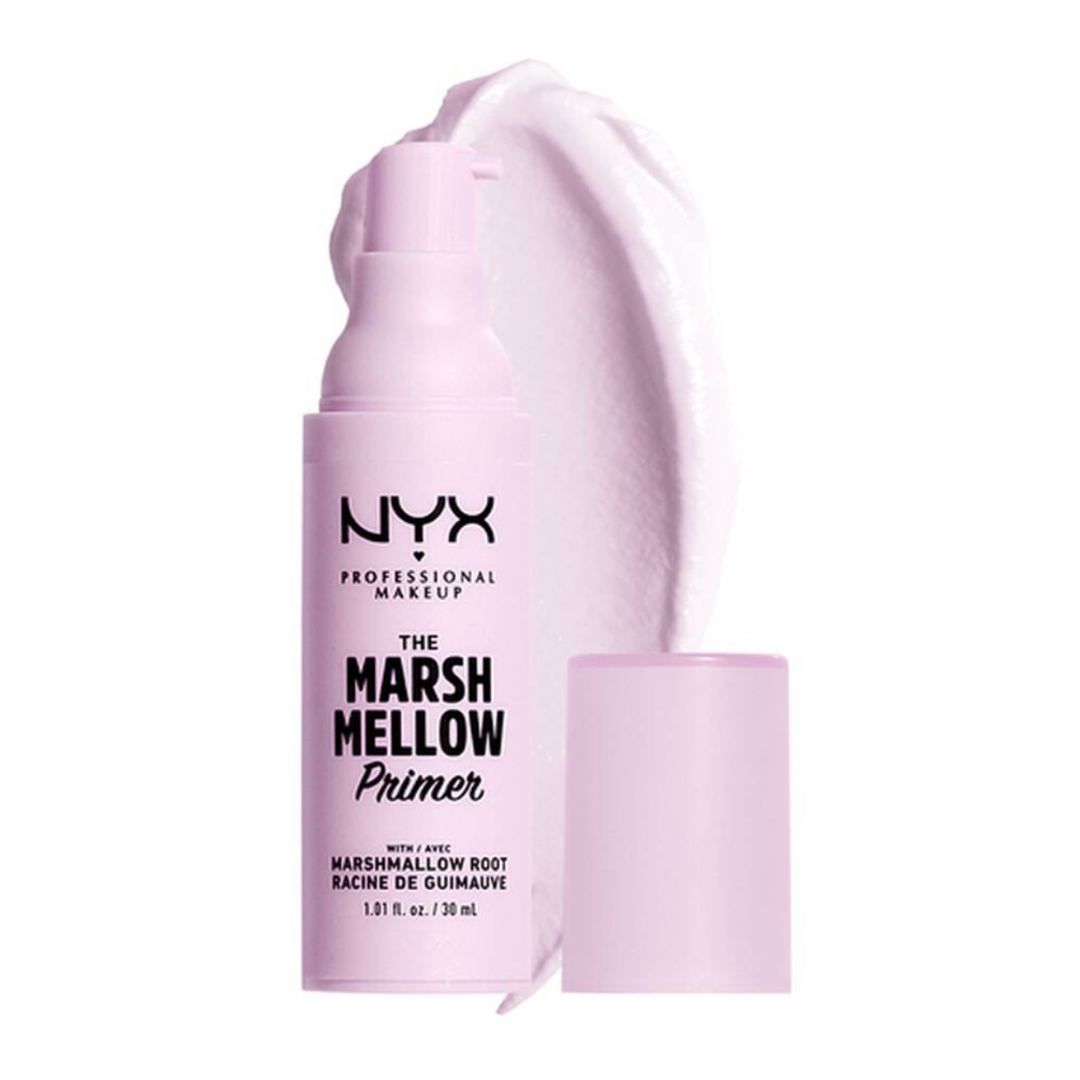 NYX
PROFESSIONAL
MAKEUP
THE
MARSH
MELLOW
Primer
WITH / AVEC
MARSHMALLOW ROOT
RACINE DE GUIMAUVE
1.01 fl. oz. / 30 mL